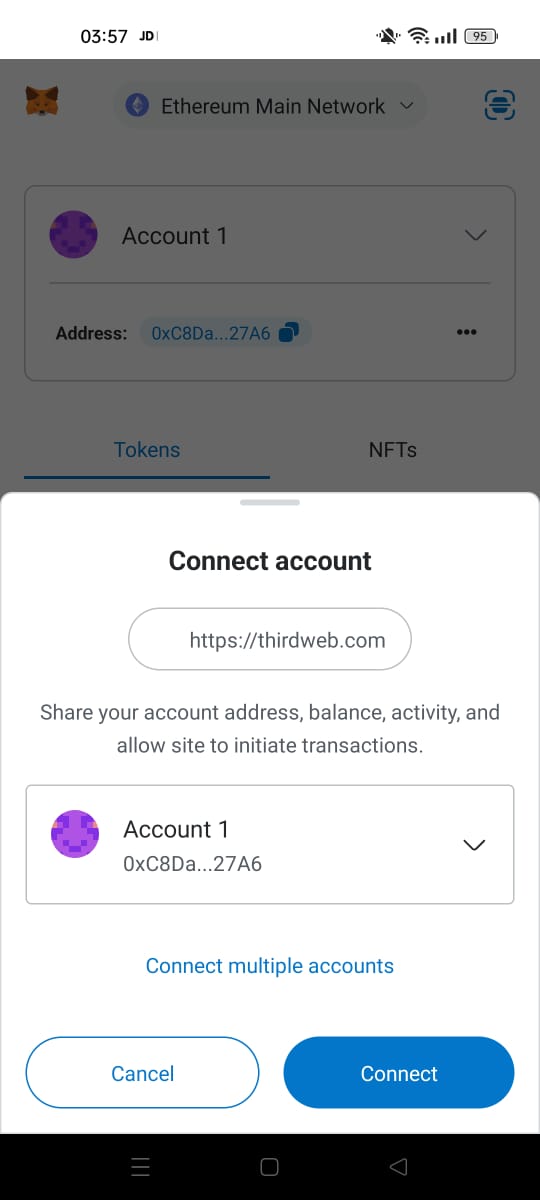 03:57 JD
95
Ethereum Main Network
Account 1
Address: 0xC8Da...27A6
Tokens
NFTs
Connect account
https://thirdweb.com
Share your account address, balance, activity, and
allow site to initiate transactions.
Account 1
0xC8Da...27A6
Connect multiple accounts
Cancel
Connect